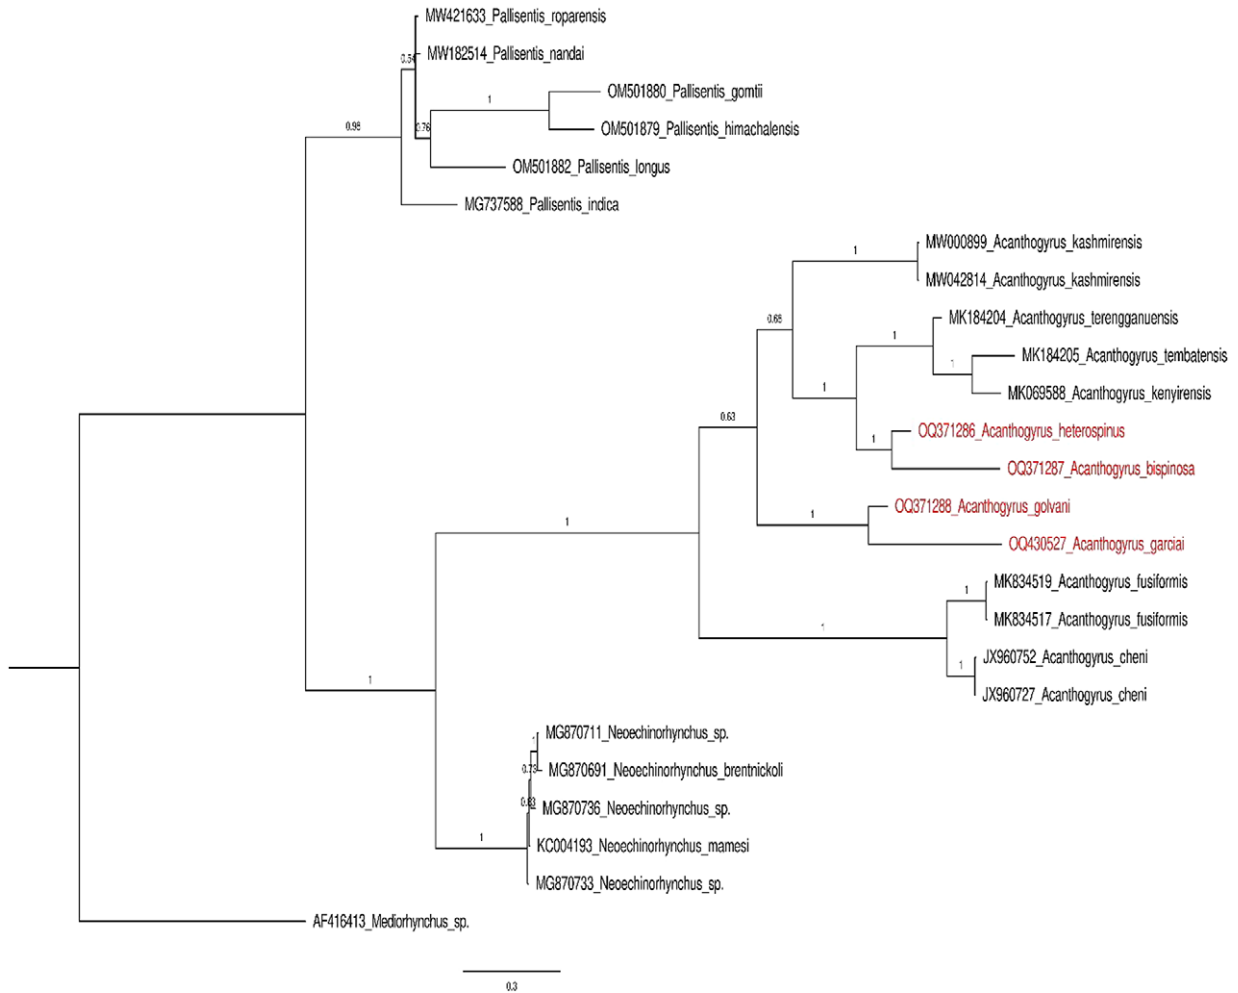 MW421633_Pallisentis_roparensis
0.54
MW182514_Pallisentis_nandai
OM501880_Pallisentis_gomtii
1
0.98
0.76
OM501879_Pallisentis_himachalensis
OM501882_Pallisentis_longus
MG737588_Pallisentis_indica
MW000899_Acanthogyrus_kashmirensis
1
MW042814_Acanthogyrus_kashmirensis
0.68
MK184204_Acanthogyrus_terengganuensis
1
MK184205_Acanthogyrus_tembatensis
1
1
MK069588_Acanthogyrus_kenyirensis
0.63
OQ371286_Acanthogyrus_heterospinus
1
OQ371287_Acanthogyrus_bispinosa
OQ371288_Acanthogyrus_golvani
1
1
OQ430527_Acanthogyrus_garciai
MK834519_Acanthogyrus_fusiformis
1
MK834517_Acanthogyrus_fusiformis
1
JX960752_Acanthogyrus_cheni
1
1
JX960727_Acanthogyrus_cheni
MG870711_Neoechinorhynchus_sp.
1
0.73
MG870691_Neoechinorhynchus_brentnickoli
MG870736_Neoechinorhynchus_sp.
1
KC004193_Neoechinorhynchus_mamesi
MG870733_Neoechinorhynchus_sp.
AF416413_Mediorhynchus_sp.
0.3